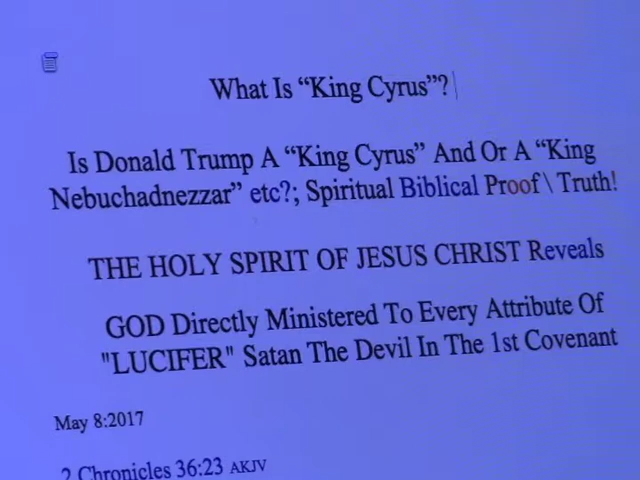 What Is “King Cyrus”?
Is Donald Trump A “King Cyrus” And Or A “King
Nebuchadnezzar” etc?; Spiritual Biblical Proof \ Truth!
THE HOLY SPIRIT OF JESUS CHRIST Reveals
GOD Directly Ministered To Every Attribute Of
"LUCIFER" Satan The Devil In The 1st Covenant
May 8:2017
2 Chronicles 36:23 AKJV